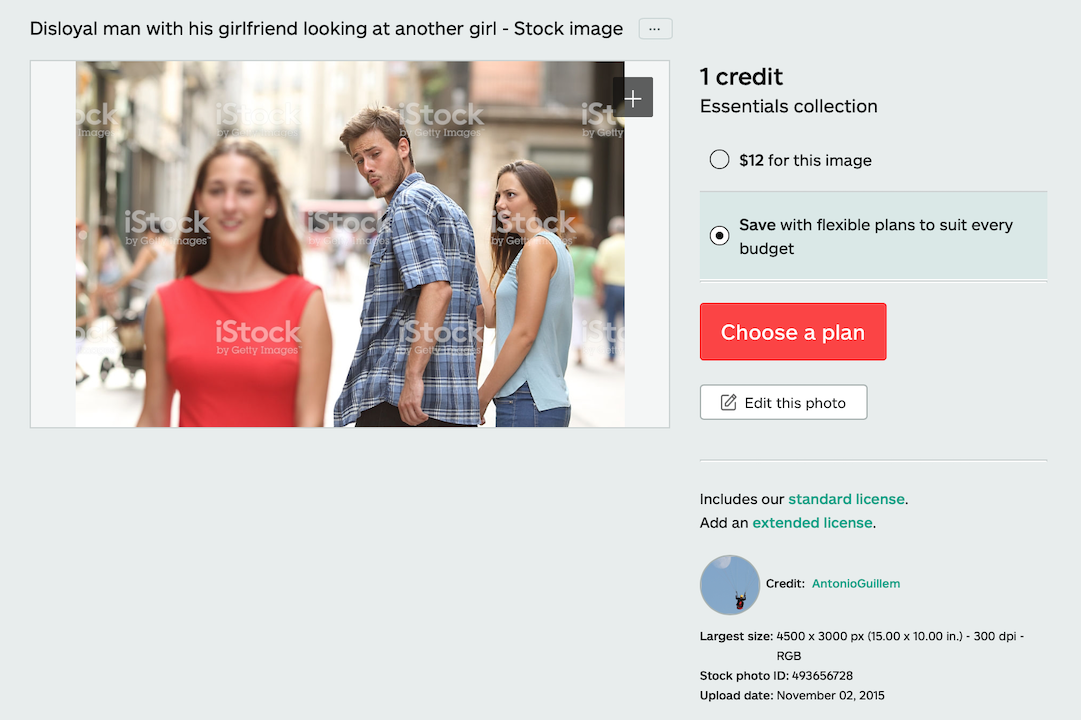 Disloyal man with his girlfriend looking at another girl - Stock image
...
iStock
by Getty Images™
1 credit
Essentials collection
$12 for this image
Save with flexible plans to suit every
budget
Choose a plan
Edit this photo
Includes our standard license.
Add an extended license.
Credit: AntonioGuillem
Largest size: 4500 x 3000 px (15.00 x 10.00 in.) - 300 dpi -
RGB
Stock photo ID: 493656728
Upload date: November 02, 2015